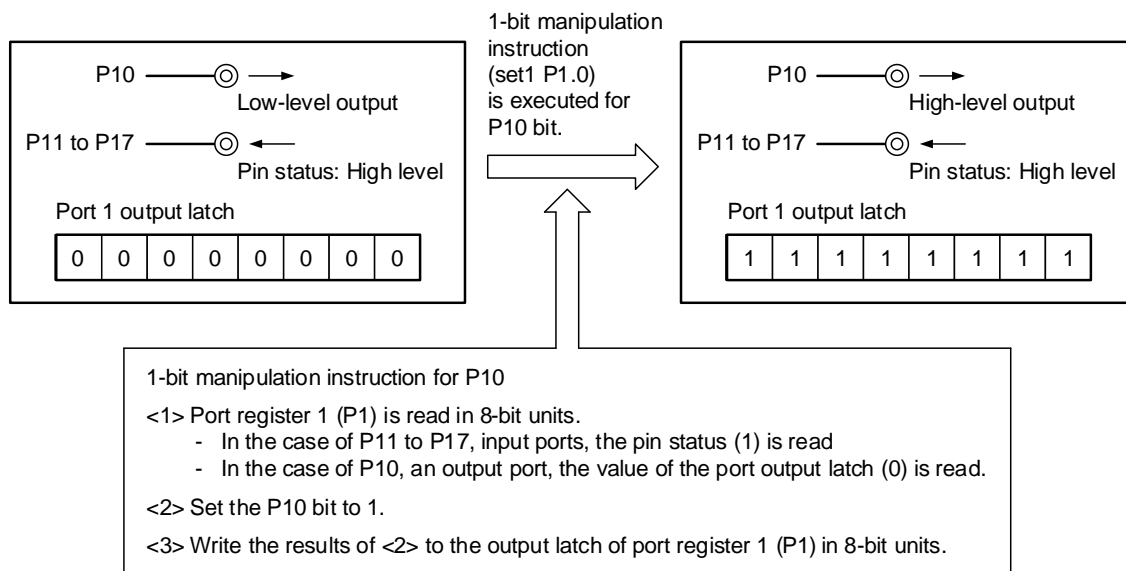 P10
Low-level output
P11 to P17
Pin status: High level
Port 1 output latch
0 0 0 0 0 0 0 0
1-bit manipulation
instruction
(set1 P1.0)
is executed for
P10 bit.
P10
High-level output
P11 to P17
Pin status: High level
Port 1 output latch
1 1 1 1 1 1 1 1
1-bit manipulation instruction for P10
<1> Port register 1 (P1) is read in 8-bit units.
- In the case of P11 to P17, input ports, the pin status (1) is read
- In the case of P10, an output port, the value of the port output latch (0) is read.
<2> Set the P10 bit to 1.
<3> Write the results of <2> to the output latch of port register 1 (P1) in 8-bit units.